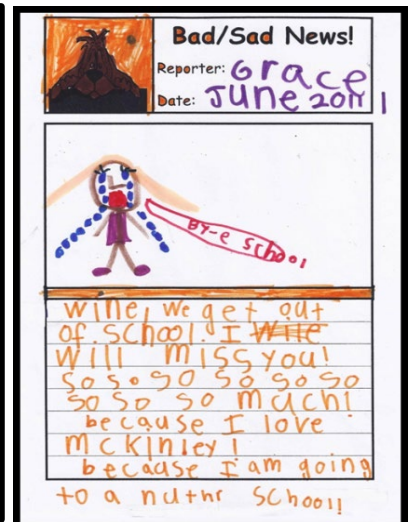 Bad/Sad News!
Reporter: Grace
Date: June 2011
BY-e school
wine, we get out
of school. I wile
will miss you!
so so so so so so
so so so much!
because I love
mckinley!
because I am going
to a nuthr school!!